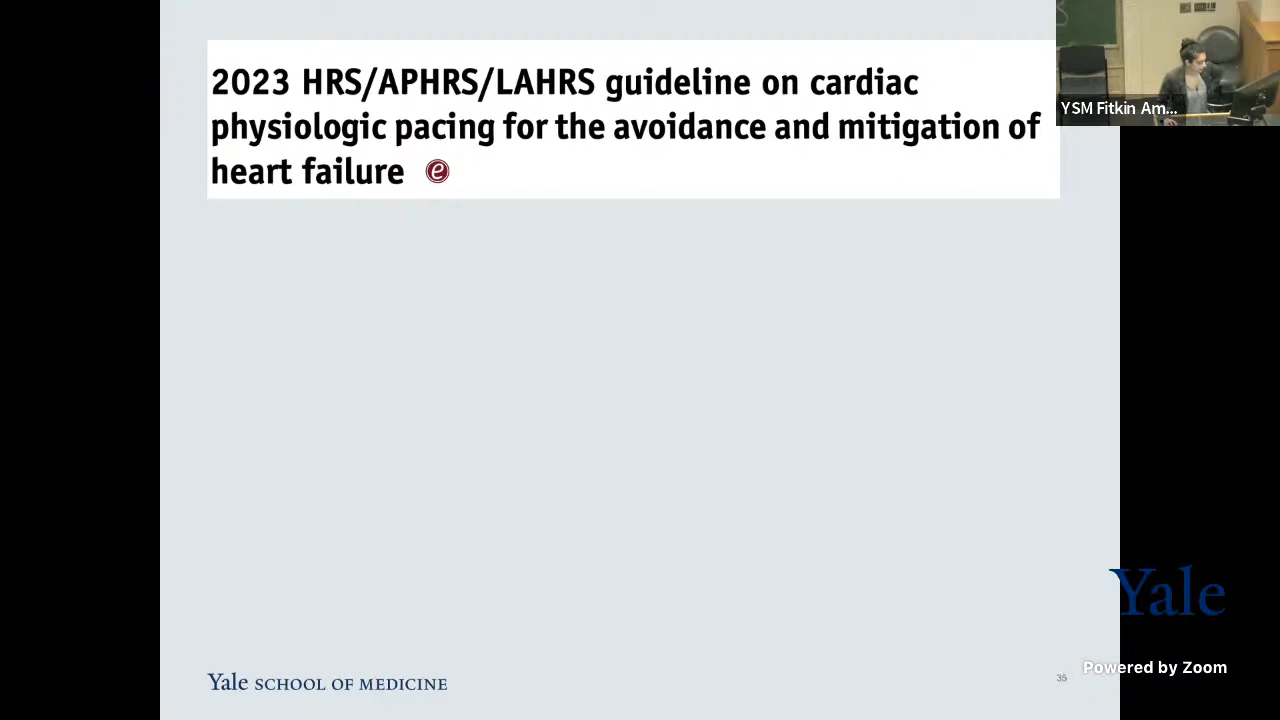 2023 HRS/APHRS/LAHRS guideline on cardiac
physiologic pacing for the avoidance and mitigation of
heart failure e
YSM Fitkin Am...
Yale
Powered by Zoom
Yale SCHOOL OF MEDICINE
35